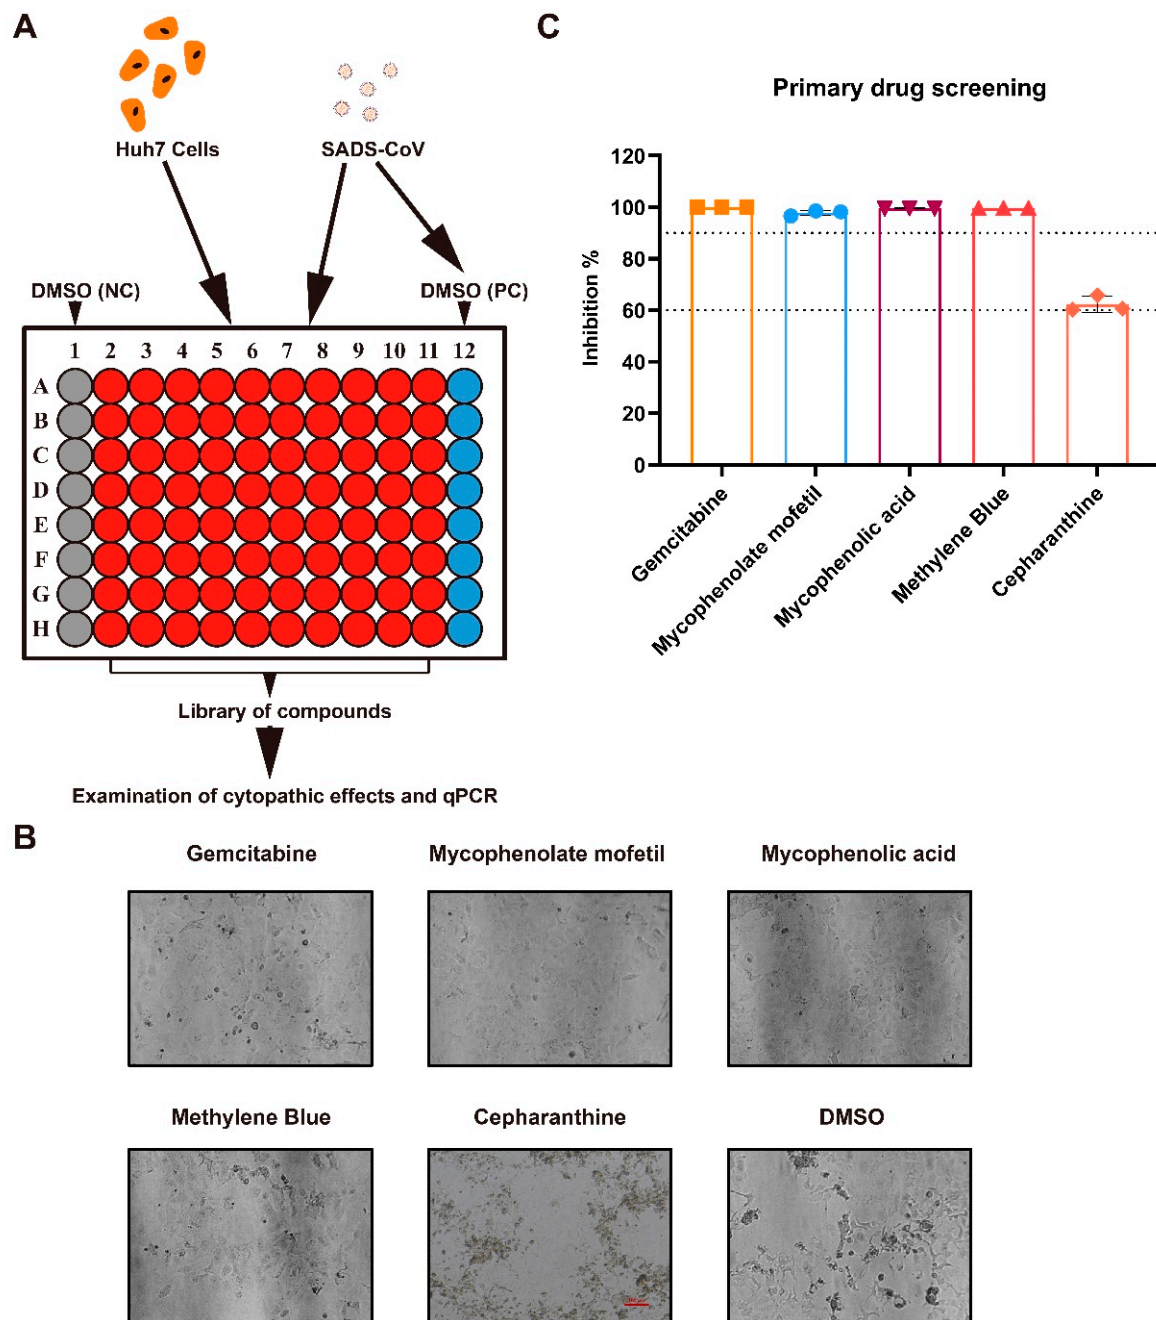 A
Huh7 Cells
SADS-CoV
DMSO (NC)
DMSO (PC)
1 2 3 4 5 6 7 8 9 10 11 12
A
B
C
D
E
F
G
H
Library of compounds
Examination of cytopathic effects and qPCR
C
Primary drug screening
Inhibition %
120
100
80
60
40
20
0
Gemcitabine
Mycophenolate mofetil
Mycophenolic acid
Methylene Blue
Cepharanthine
B
Gemcitabine
Mycophenolate mofetil
Mycophenolic acid
Methylene Blue
Cepharanthine
DMSO